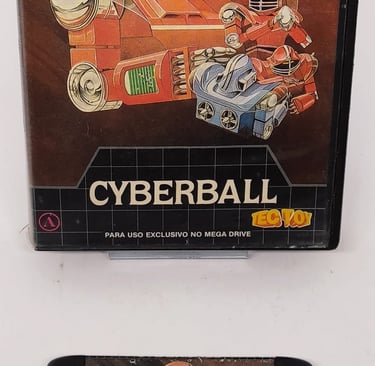 CYBERBALL
A
TEC TOY
PARA USO EXCLUSIVO NO MEGA DRIVE